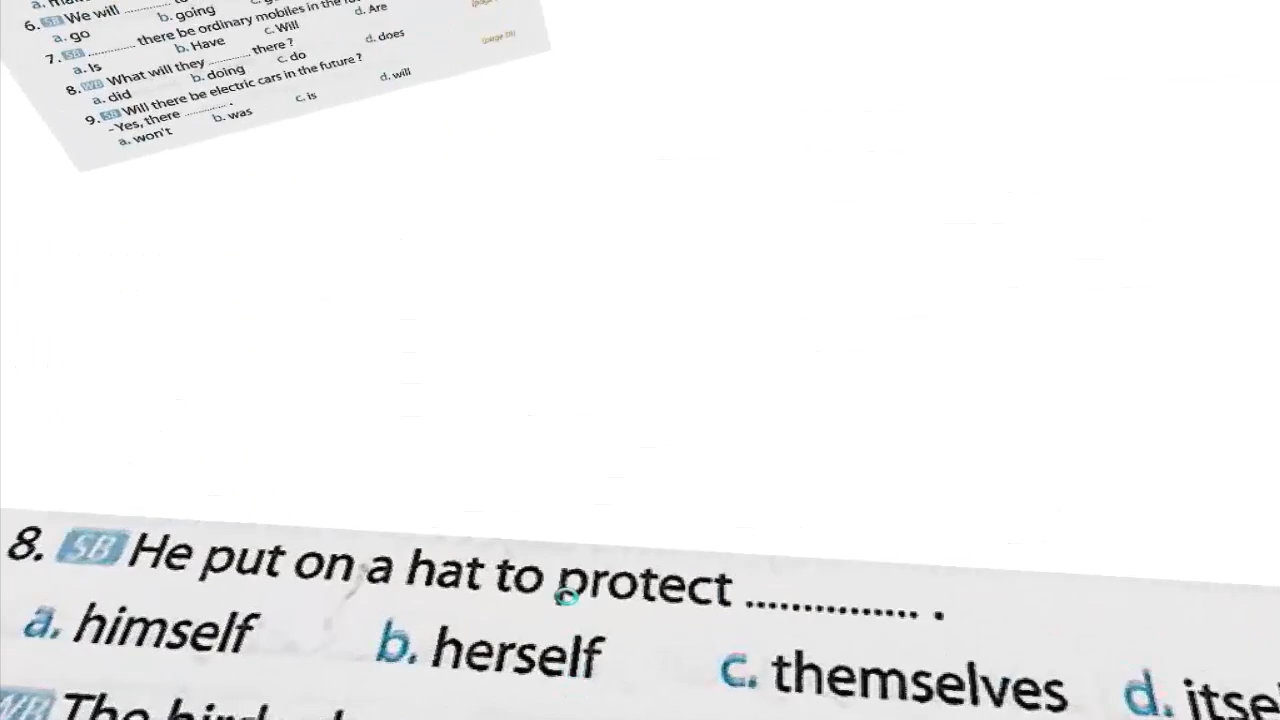 6. SB We will ............
a. go b. going
7. SB ............ there be ordinary mobiles in the
a. Is b. Have c. Will d. Are
8. WB What will they ............ there ?
a. did b. doing c. do d. does
9. SB Will there be electric cars in the future ?
- Yes, there ............ .
a. won't b. was c. is d. will
8. SB He put on a hat to protect ............... .
a. himself b. herself c. themselves d.
WB The